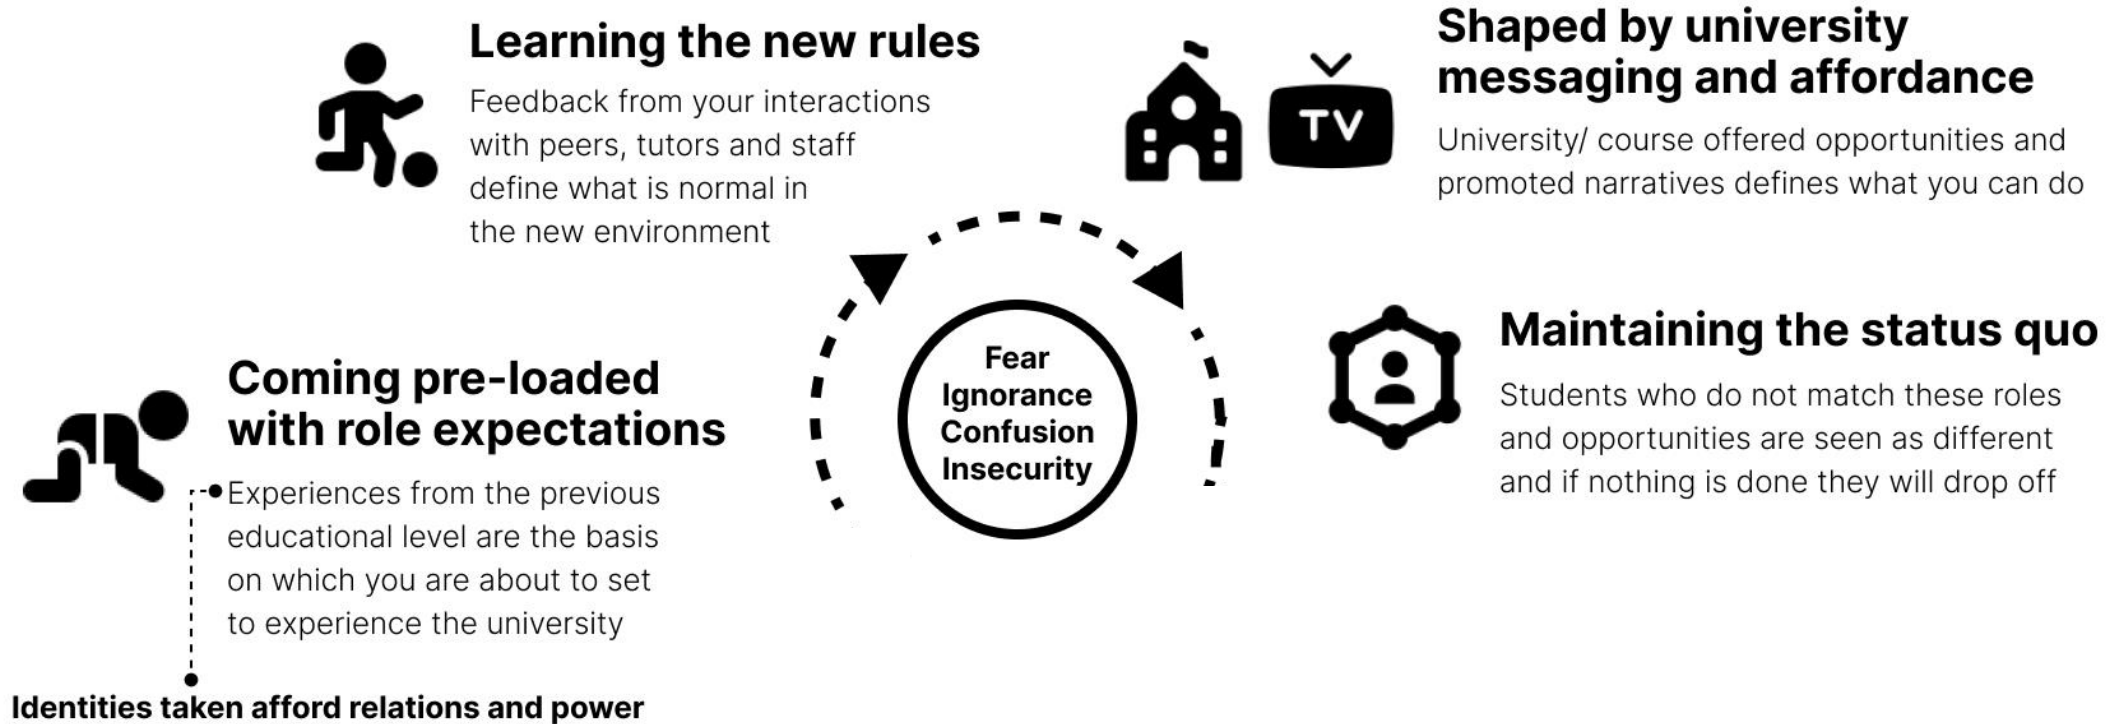 Learning the new rules
Feedback from your interactions
with peers, tutors and staff
define what is normal in
the new environment
Shaped by university
messaging and affordance
University/ course offered opportunities and
promoted narratives defines what you can do
TV
Coming pre-loaded
with role expectations
Experiences from the previous
educational level are the basis
on which you are about to set
to experience the university
Identities taken afford relations and power
Fear
Ignorance
Confusion
Insecurity
Maintaining the status quo
Students who do not match these roles
and opportunities are seen as different
and if nothing is done they will drop off